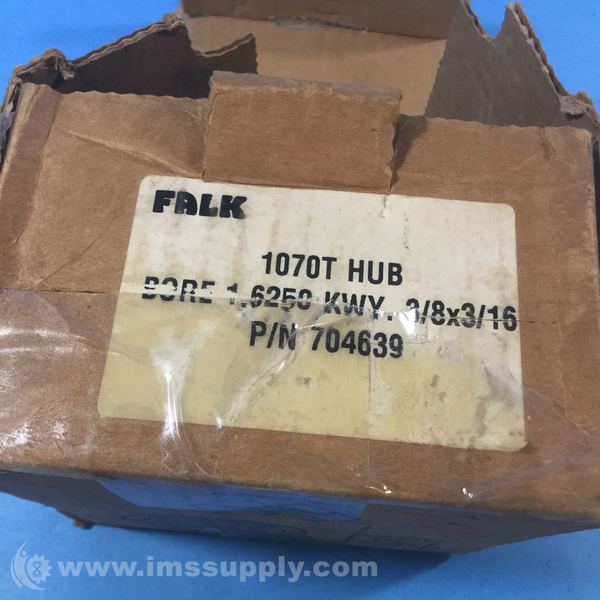 FALK
1070T HUB
BORE 1.6250 KWY. 3/8x3/16
P/N 704639
www.imssupply.com